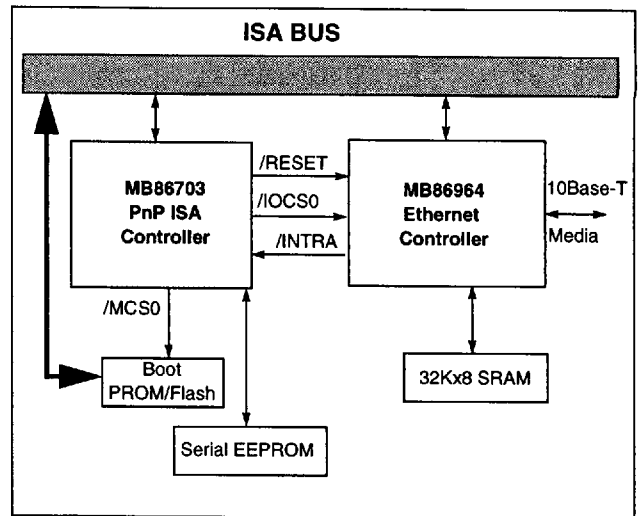 ISA BUS
MB86703
PnP ISA
Controller
/RESET
/IOCS0
/INTRA
MB86964
Ethernet
Controller
10Base-T
Media
/MCS0
Boot
PROM/Flash
Serial EEPROM
32Kx8 SRAM